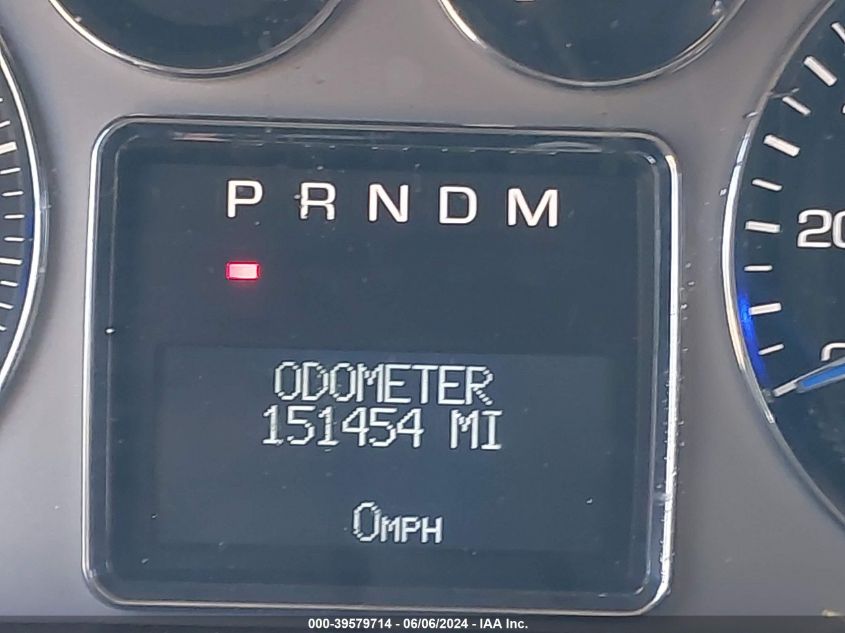 P R N D M
20
ODOMETER
151454 MI
0MPH
000-39579714 - 06/06/2024 - IAA Inc.